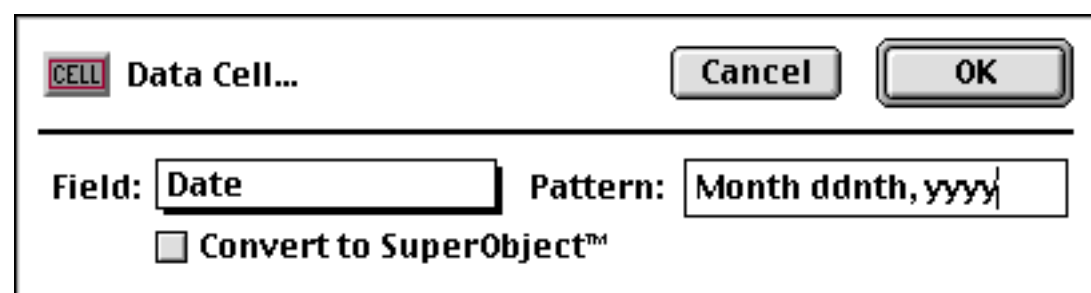 CELL Data Cell... Cancel OK
Field: Date Pattern: Month ddnth, yyyy
Convert to SuperObject™